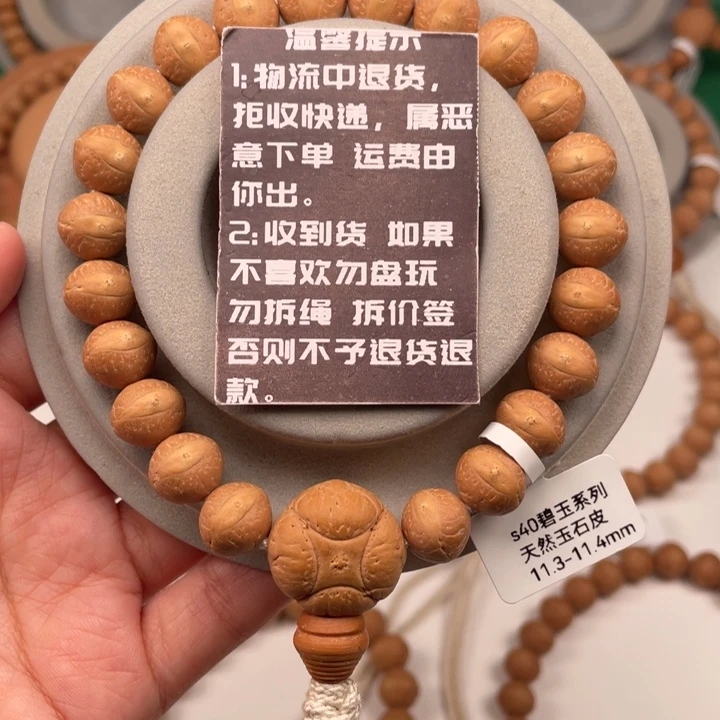 温馨提示
1:物流中退货，
拒收快递，属恶
意下单 运费由
你出。
2:收到货 如果
不喜欢勿盘玩
勿拆绳 拆价签
否则不予退货退
款。
s40碧玉系列
天然玉石皮
11.3-11.4mm